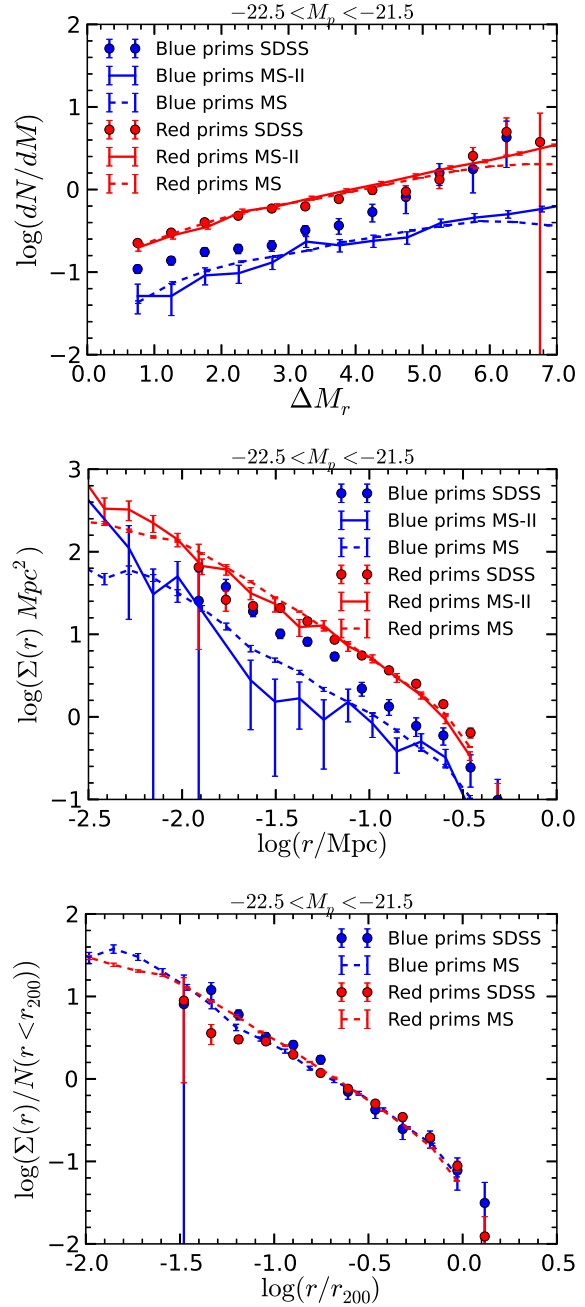 −22.5 < M_p < −21.5
Blue prims SDSS
Blue prims MS-II
Blue prims MS
Red prims SDSS
Red prims MS-II
Red prims MS
2
1
0
−1
−2
log(dN/dM)
0.0 1.0 2.0 3.0 4.0 5.0 6.0 7.0
ΔM_r
−22.5 < M_p < −21.5
Blue prims SDSS
Blue prims MS-II
Blue prims MS
Red prims SDSS
Red prims MS-II
Red prims MS
3
2
1
0
−1
log(Σ(r) Mpc²)
-2.5 -2.0 -1.5 -1.0 -0.5 0.0
log(r/Mpc)
−22.5 < M_p < −21.5
Blue prims SDSS
Blue prims MS
Red prims SDSS
Red prims MS
2
1
0
−1
−2
log(Σ(r)/N(r < r₂₀₀))
-2.0 -1.5 -1.0 -0.5 0.0 0.5
log(r/r₂₀₀)